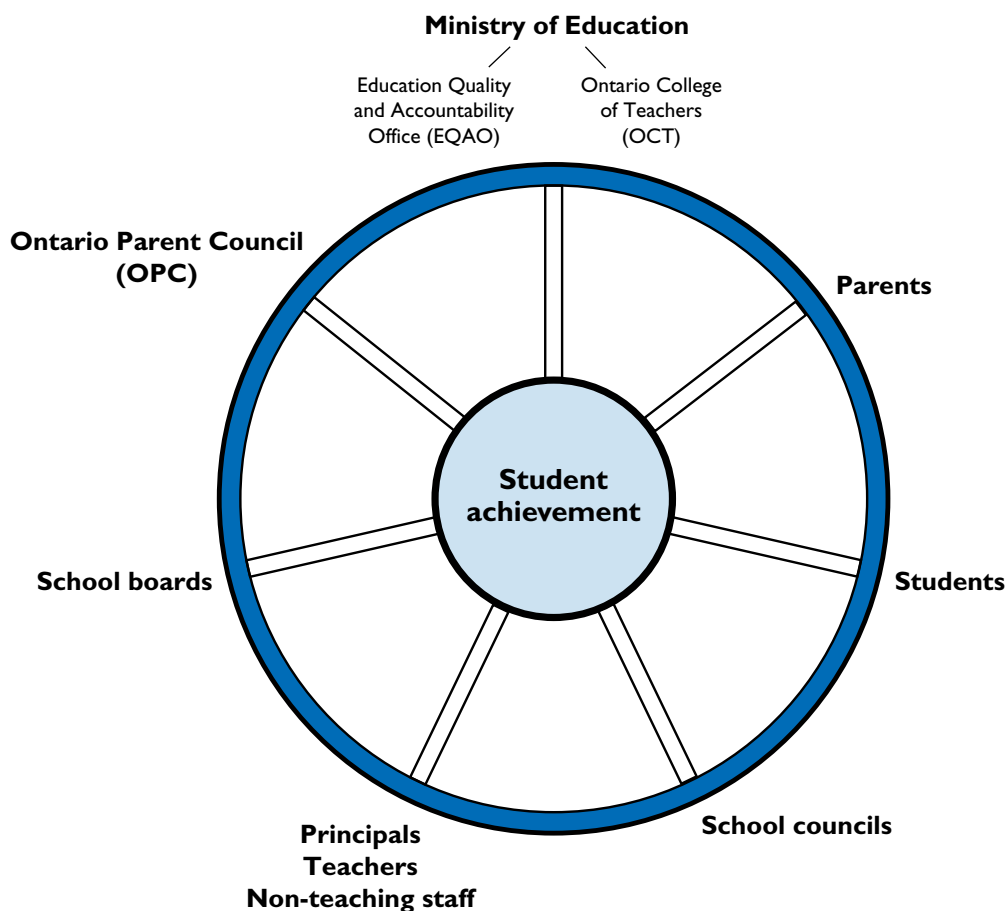 Ministry of Education
Education Quality
and Accountability
Office (EQAO)
Ontario College
of Teachers
(OCT)
Ontario Parent Council
(OPC)
Parents
Student
achievement
School boards
Students
School councils
Principals
Teachers
Non-teaching staff